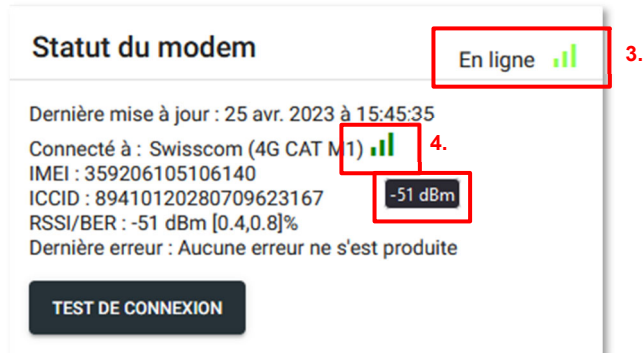 Statut du modem
En ligne
3.
Dernière mise à jour : 25 avr. 2023 à 15:45:35
Connecté à : Swisscom (4G CAT M1)
4.
IMEI : 359206105106140
ICCID : 89410120280709623167
-51 dBm
RSSI/BER : -51 dBm [0.4,0.8]%
Dernière erreur : Aucune erreur ne s'est produite
TEST DE CONNEXION